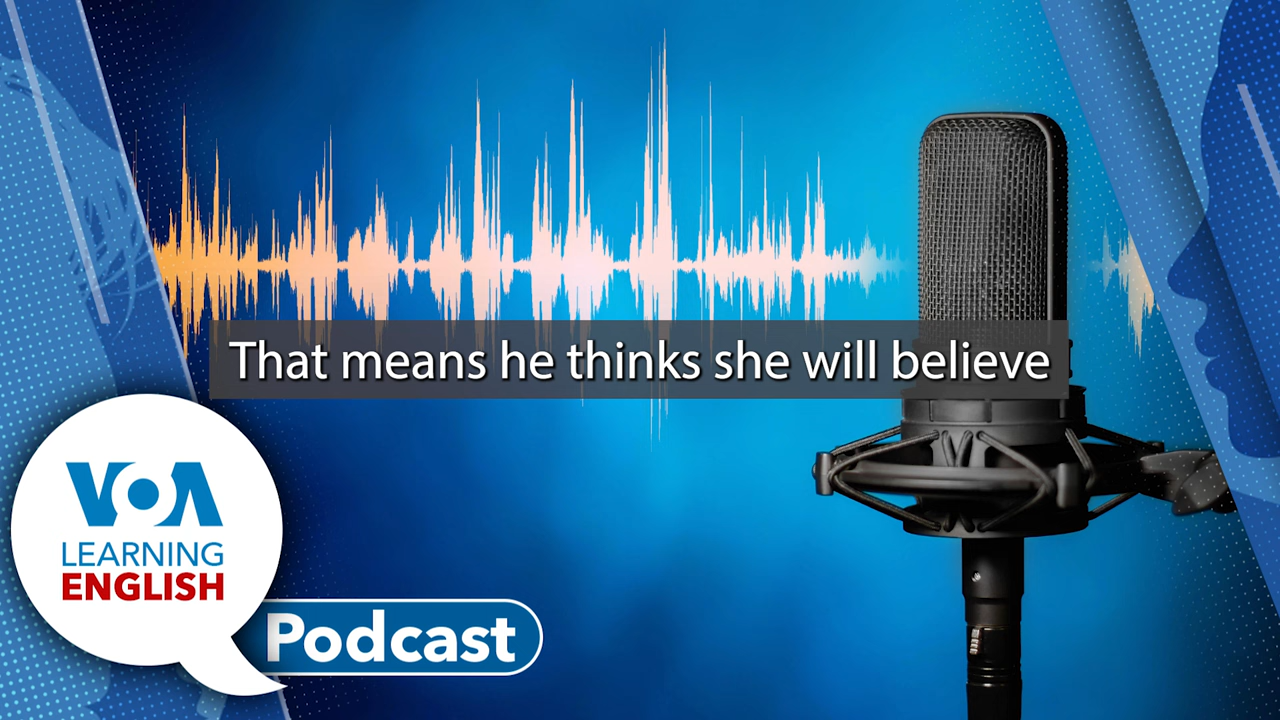 That means he thinks she will believe
VOA
LEARNING
ENGLISH
Podcast